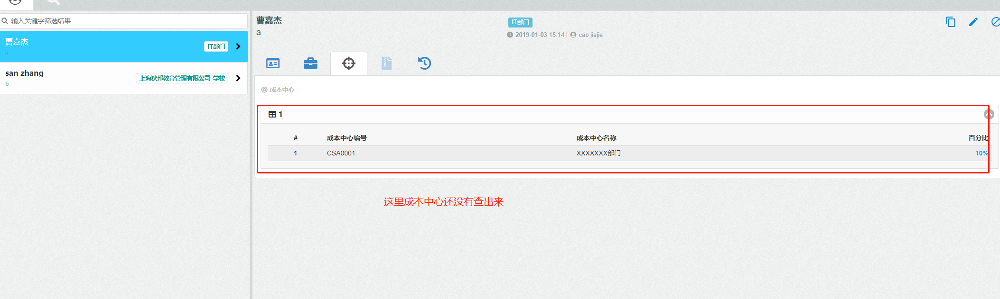 输入关键字筛选结果...
曹嘉杰
IT部门
a
san zhang
上海狄邦教育管理有限公司-学校
b
曹嘉杰
IT部门
a
2019-01-03 15:14 | cao jiajie
成本中心
1
# 成本中心编号 成本中心名称 百分比
1 CSA0001 XXXXXXX部门 10%
这里成本中心还没有查出来